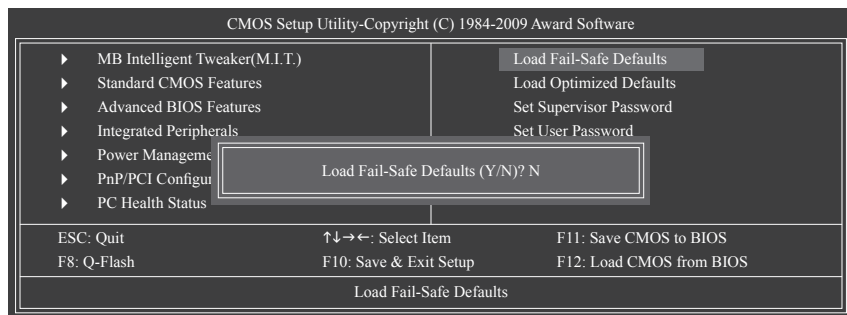 CMOS Setup Utility-Copyright (C) 1984-2009 Award Software
MB Intelligent Tweaker(M.I.T.)
Standard CMOS Features
Advanced BIOS Features
Integrated Peripherals
Power Manageme
PnP/PCI Configur
PC Health Status
Load Fail-Safe Defaults
Load Optimized Defaults
Set Supervisor Password
Set User Password
Load Fail-Safe Defaults (Y/N)? N
ESC: Quit
↑↓→←: Select Item
F11: Save CMOS to BIOS
F8: Q-Flash
F10: Save & Exit Setup
F12: Load CMOS from BIOS
Load Fail-Safe Defaults